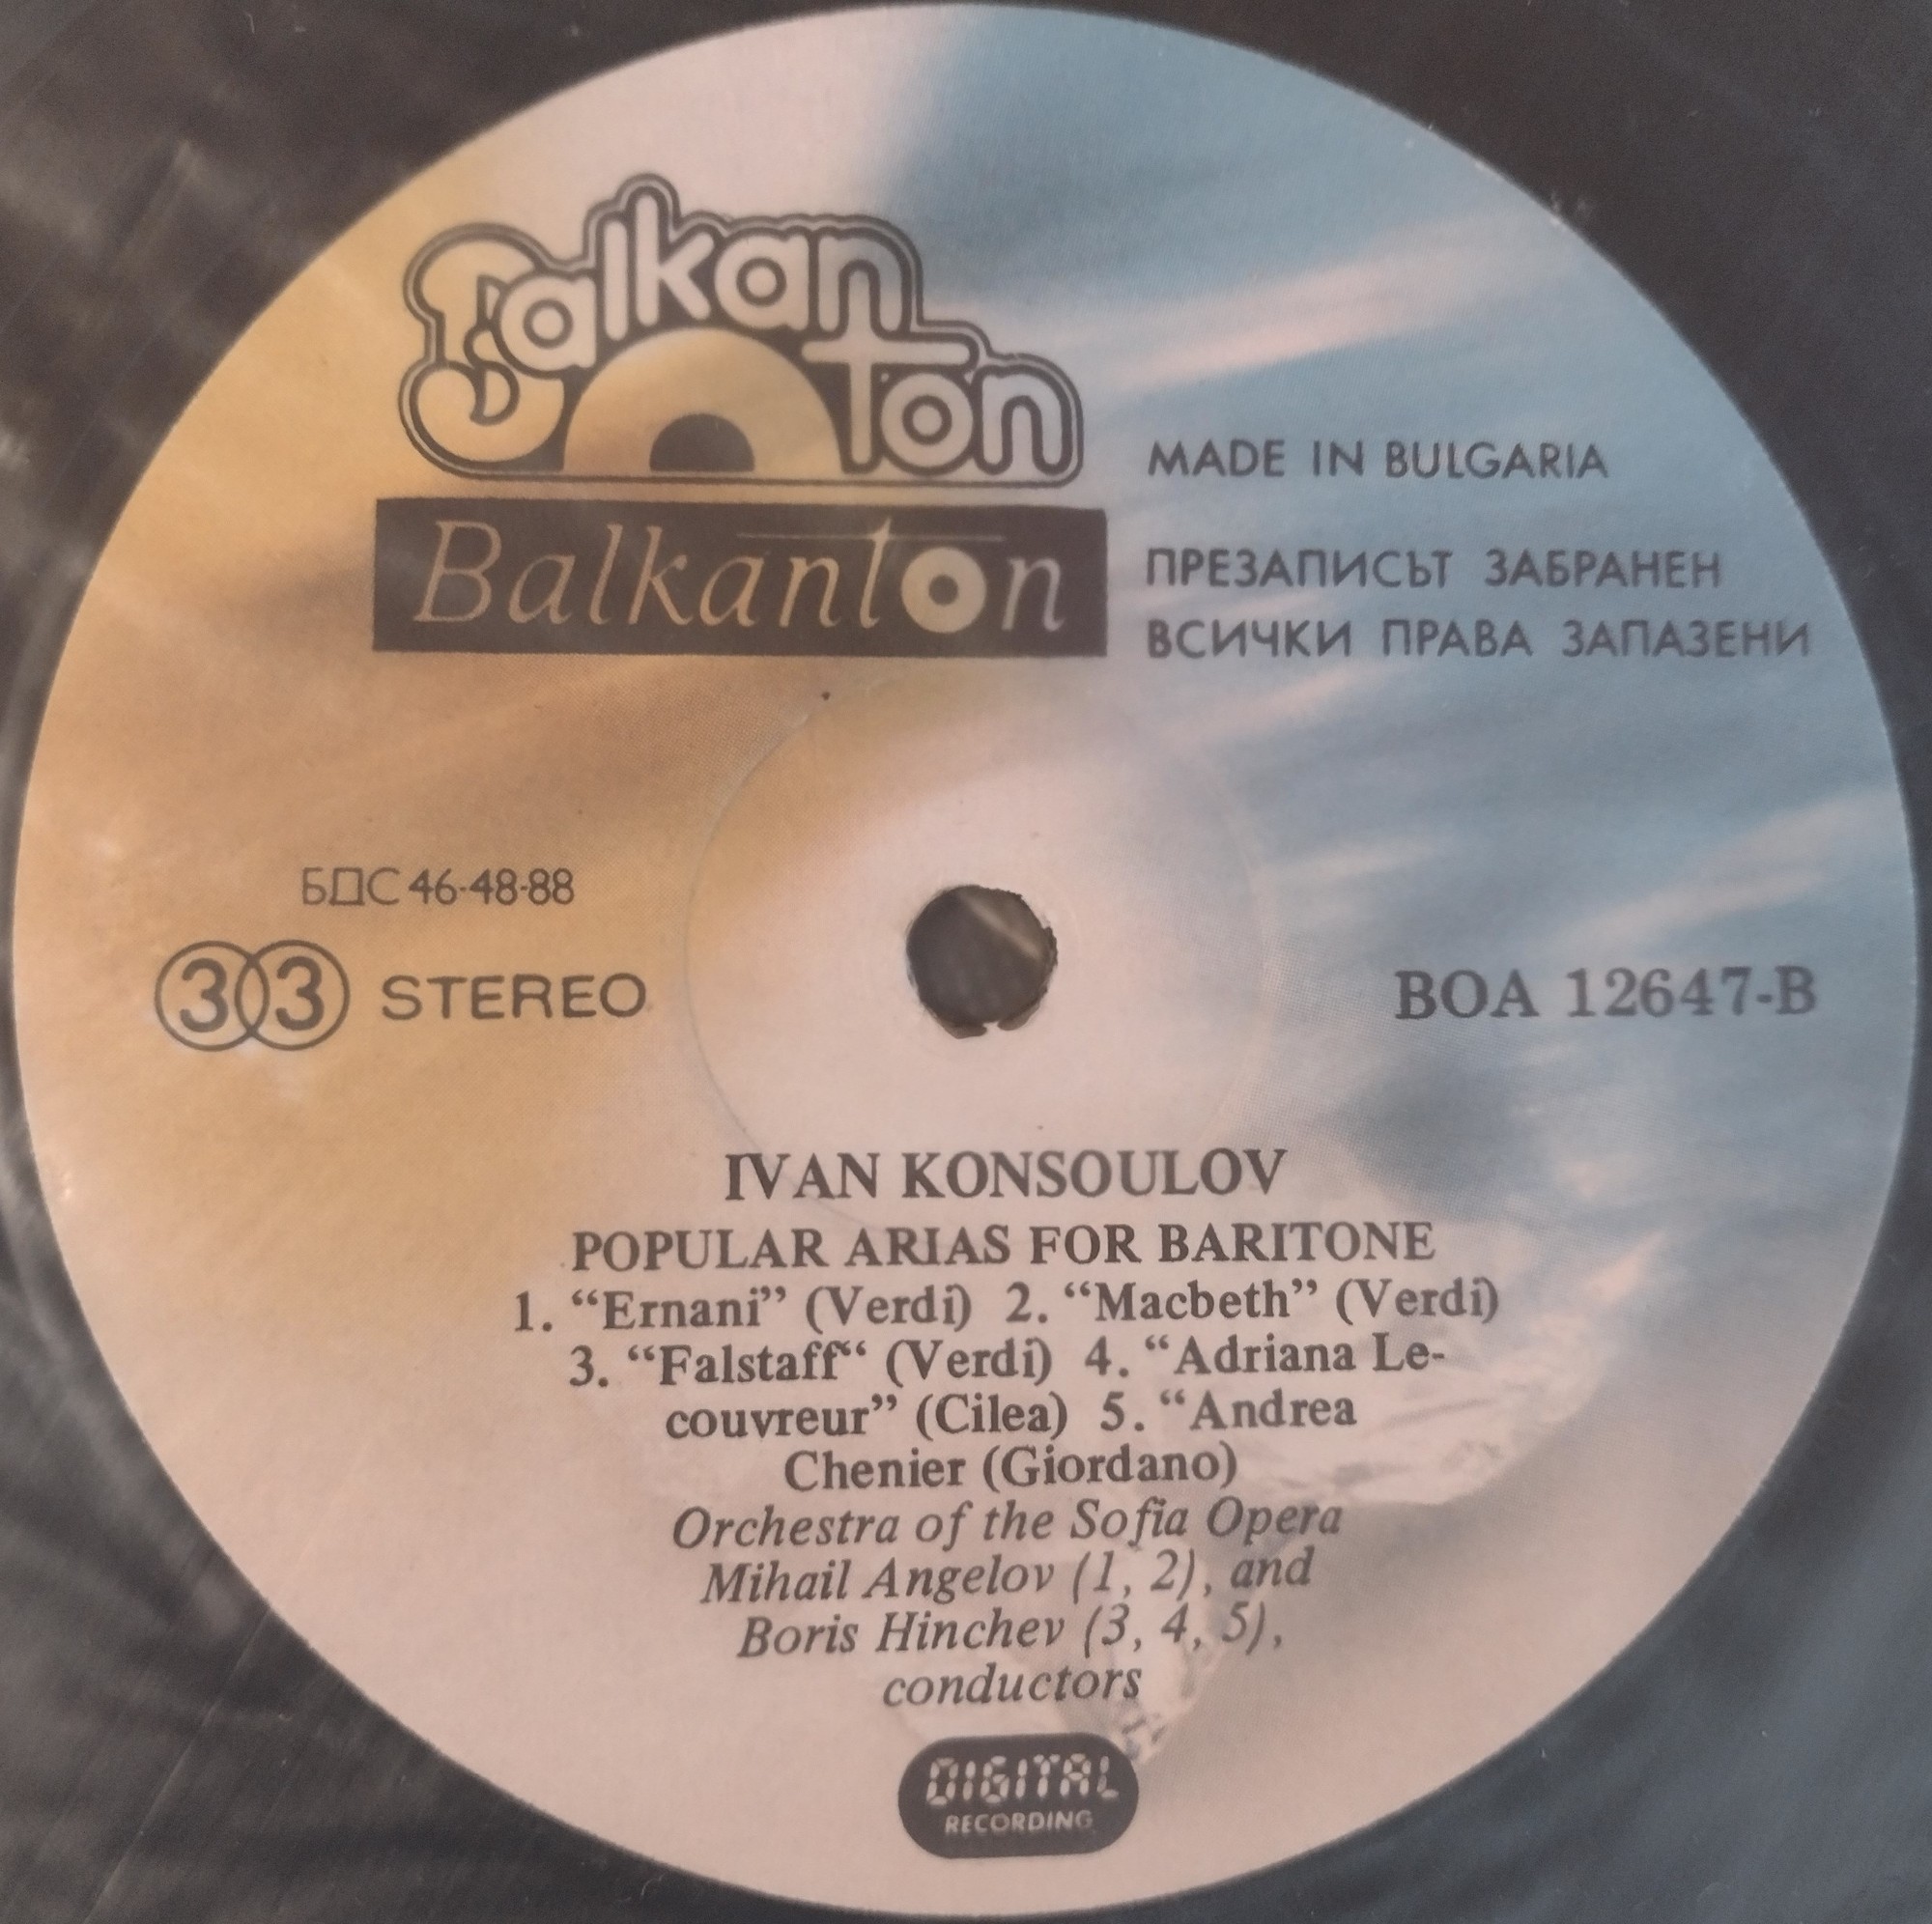 Balkan
ton
Balkanton
MADE IN BULGARIA
ПРЕЗАПИСЪТ ЗАБРАНЕН
ВСИЧКИ ПРАВА ЗАПАЗЕНИ
БДС 46-48-88
33 STEREO
BOA 12647-B
IVAN KONSOULOV
POPULAR ARIAS FOR BARITONE
1. “Ernani” (Verdi) 2. “Macbeth” (Verdi)
3. “Falstaff“ (Verdi) 4. “Adriana Le-
couvreur” (Cilea) 5. “Andrea
Chenier (Giordano)
Orchestra of the Sofia Opera
Mihail Angelov (1, 2), and
Boris Hinchev (3, 4, 5),
conductors
DIGITAL
RECORDING